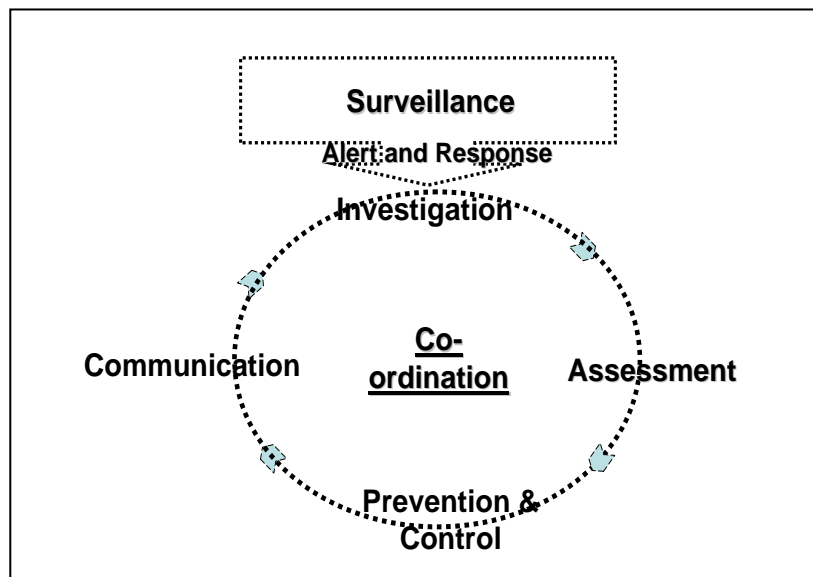 Surveillance
Alert and Response
Investigation
Communication
Co-
ordination
Assessment
Prevention &
Control